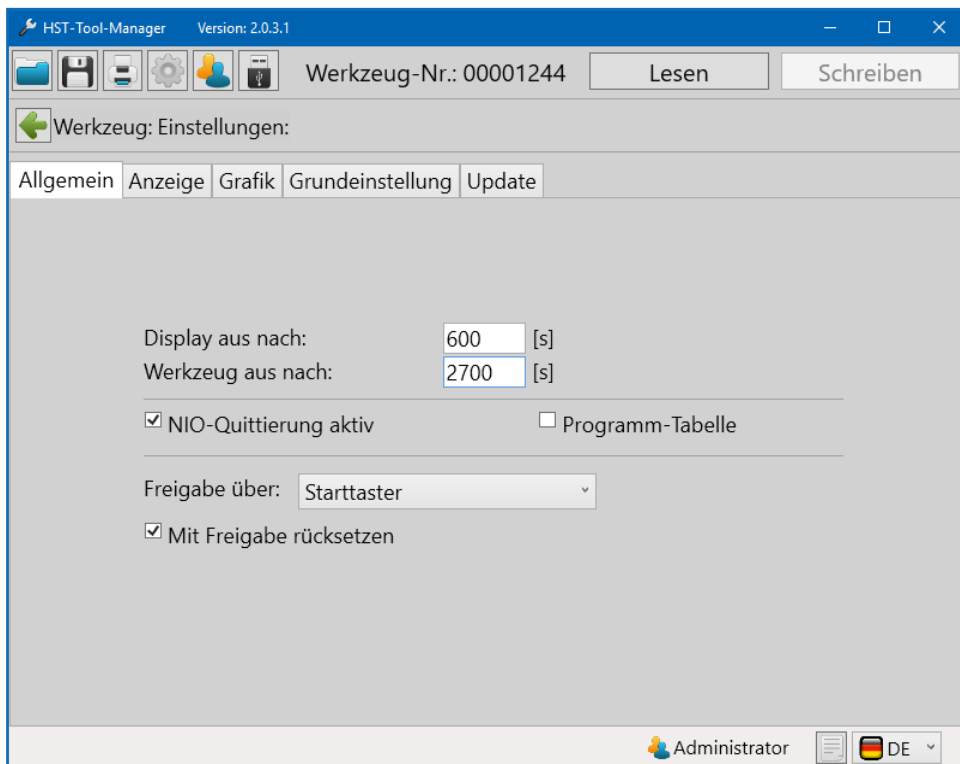 HST-Tool-Manager Version: 2.0.3.1
Werkzeug-Nr.: 00001244 Lesen Schreiben
Werkzeug: Einstellungen:
Allgemein Anzeige Grafik Grundeinstellung Update
Display aus nach: 600 [s]
Werkzeug aus nach: 2700 [s]
NIO-Quittierung aktiv Programm-Tabelle
Freigabe über: Starttaster
Mit Freigabe rücksetzen
Administrator DE